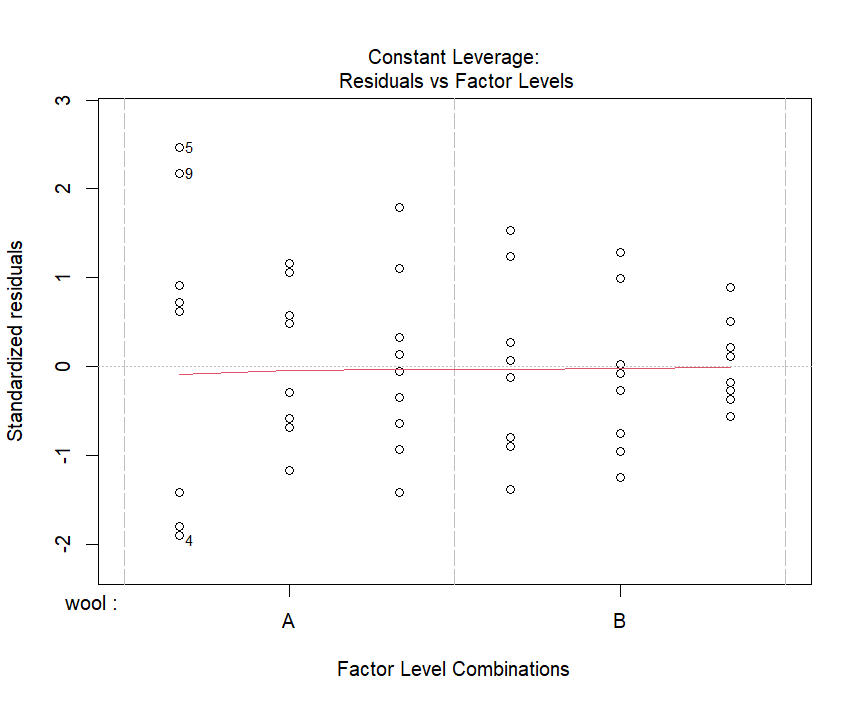 Constant Leverage:
Residuals vs Factor Levels
Standardized residuals
3
2
1
0
-1
-2
5
9
4
wool :
A
B
Factor Level Combinations